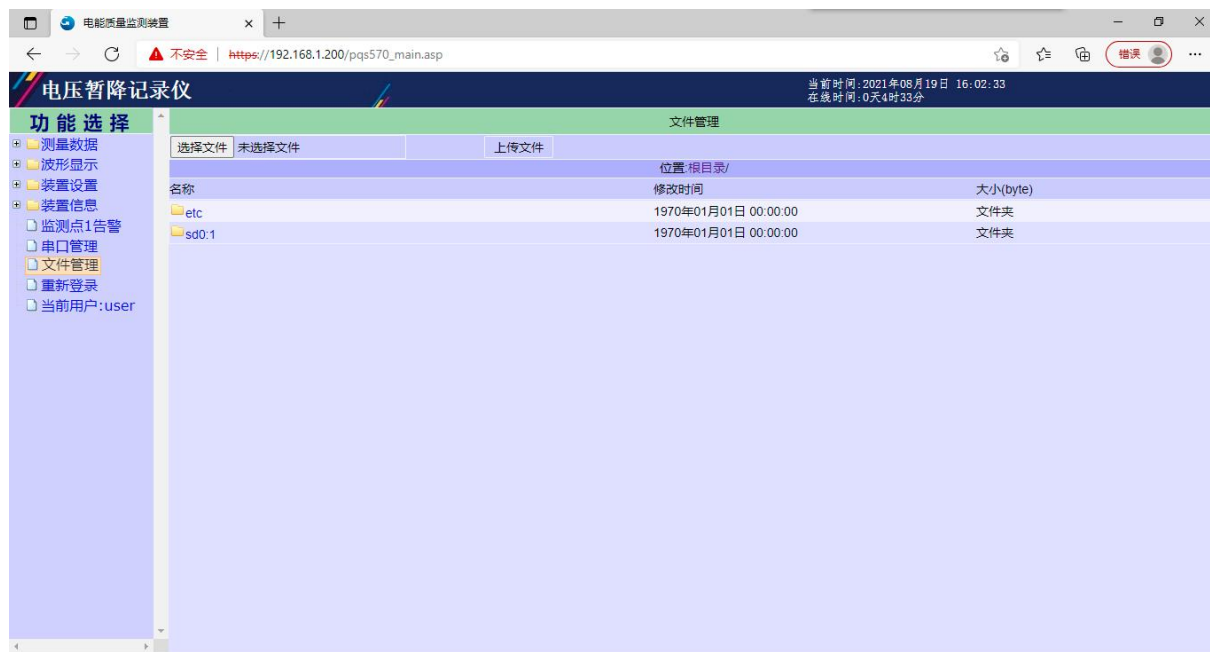 电能质量监测装置
不安全 | https://192.168.1.200/pqs570_main.asp
错误
电压暂降记录仪
当前时间:2021年08月19日 16:02:33
在线时间:0天4时33分
功能选择
测量数据
波形显示
装置设置
装置信息
监测点1告警
串口管理
文件管理
重新登录
当前用户:user
文件管理
选择文件 未选择文件 上传文件
位置:根目录/
名称 修改时间 大小(byte)
etc 1970年01月01日 00:00:00 文件夹
sd0:1 1970年01月01日 00:00:00 文件夹